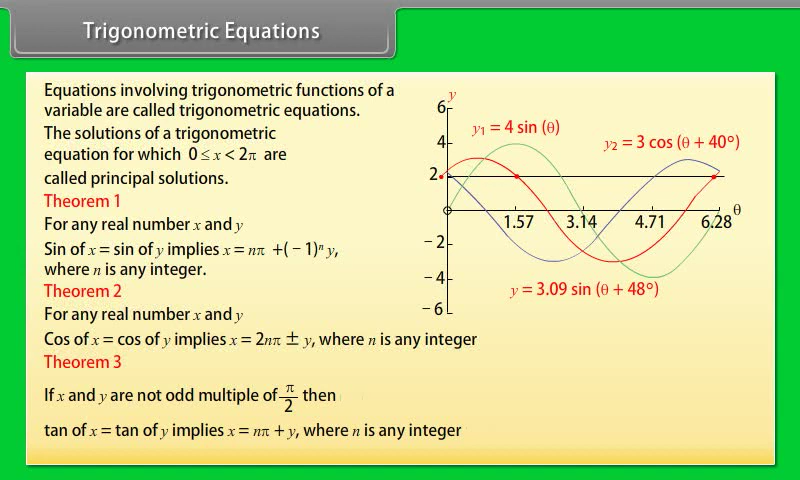 Trigonometric Equations
Equations involving trigonometric functions of a
variable are called trigonometric equations.
The solutions of a trigonometric
equation for which 0 ≤ x < 2π are
called principal solutions.
Theorem 1
For any real number x and y
Sin of x = sin of y implies x = nπ +( − 1)ⁿ y,
where n is any integer.
Theorem 2
For any real number x and y
Cos of x = cos of y implies x = 2nπ ± y, where n is any integer
Theorem 3
If x and y are not odd multiple of π/2 then
tan of x = tan of y implies x = nπ + y, where n is any integer
y
6
4
2
− 2
− 4
− 6
y₁ = 4 sin (θ)
y₂ = 3 cos (θ + 40°)
θ
1.57 3.14 4.71 6.28
y = 3.09 sin (θ + 48°)